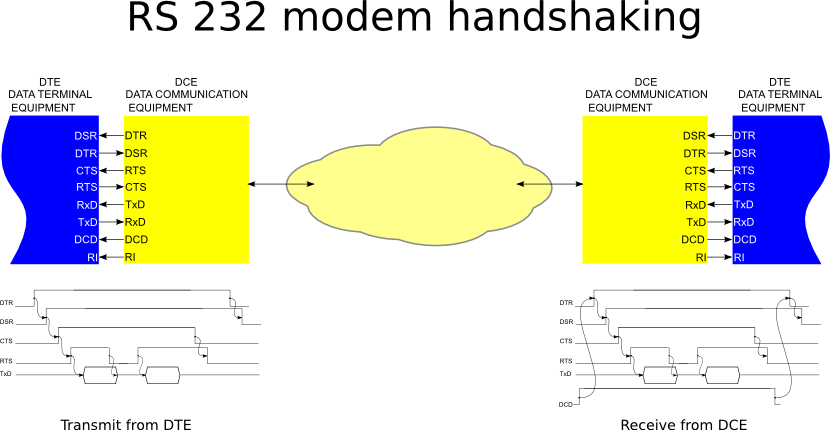 RS 232 modem handshaking
DTE
DATA TERMINAL
EQUIPMENT
DCE
DATA COMMUNICATION
EQUIPMENT
DSR DTR
DTR DSR
CTS RTS
RTS CTS
RxD TxD
TxD RxD
DCD DCD
RI RI
DCE
DATA COMMUNICATION
EQUIPMENT
DTE
DATA TERMINAL
EQUIPMENT
DSR DTR
DTR DSR
CTS RTS
RTS CTS
RxD TxD
TxD RxD
DCD DCD
RI RI
DTR
DSR
CTS
RTS
TxD
Transmit from DTE
DTR
DSR
CTS
RTS
TxD
DCD
Receive from DCE